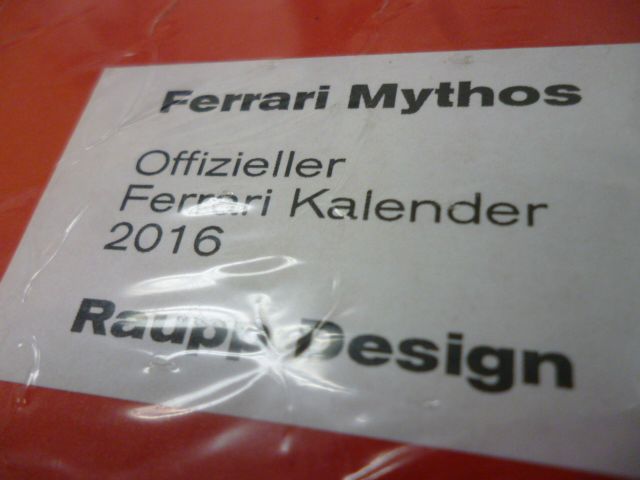 Ferrari Mythos
Offizieller
Ferrari Kalender
2016
Raupp Design